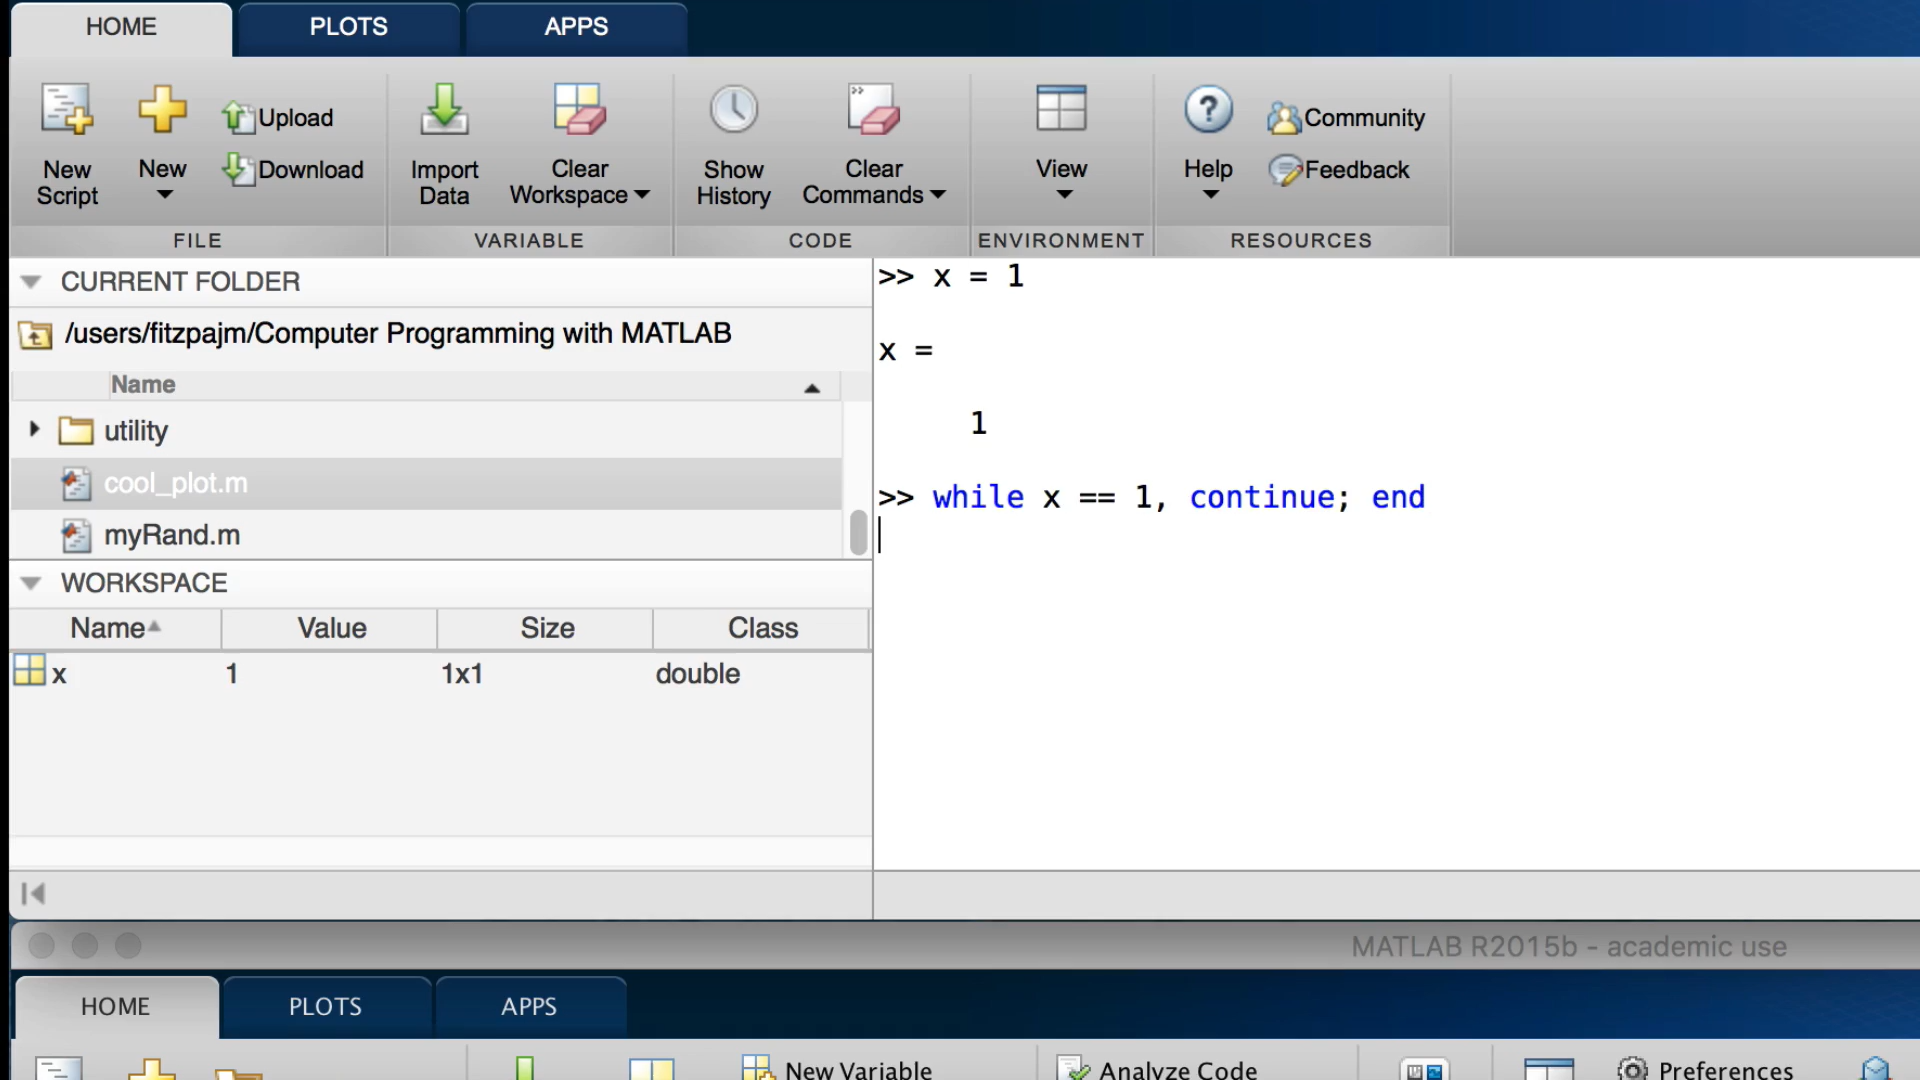 HOME PLOTS APPS
New Script
New
Upload
Download
Import Data
Clear Workspace
Show History
Clear Commands
View
Help
Community
Feedback
FILE VARIABLE CODE ENVIRONMENT RESOURCES
CURRENT FOLDER
/users/fitzpajm/Computer Programming with MATLAB
Name
utility
cool_plot.m
myRand.m
WORKSPACE
Name Value Size Class
x 1 1x1 double
>> x = 1
x =
1
>> while x == 1, continue; end
MATLAB R2015b - academic use
HOME PLOTS APPS
New Variable Analyze Code Preferences